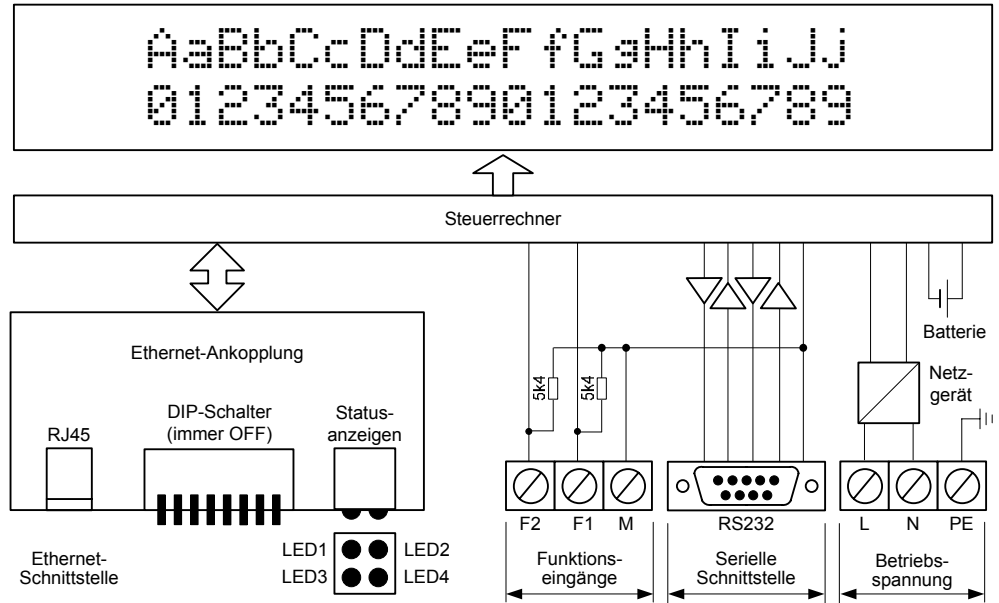 AaBbCcDdEeFfGgHhIiJj
01234567890123456789
Steuerrechner
Ethernet-Ankopplung
RJ45
DIP-Schalter
(immer OFF)
Status-
anzeigen
5k4
5k4
Batterie
Netz-
gerät
F2
F1
M
RS232
L
N
PE
Ethernet-
Schnittstelle
LED1
LED2
LED3
LED4
Funktions-
eingänge
Serielle
Schnittstelle
Betriebs-
spannung